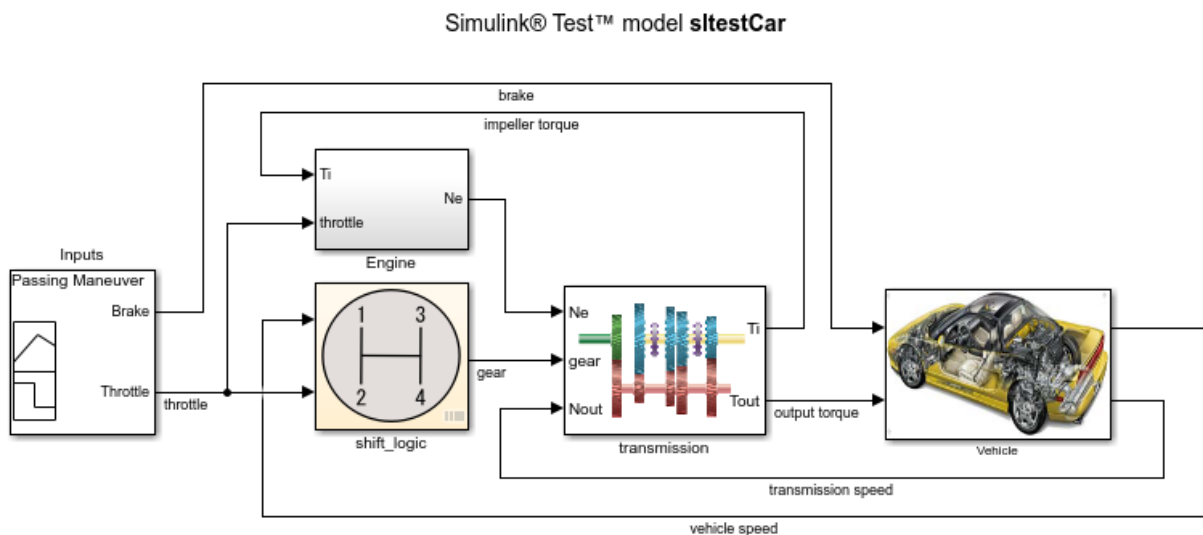 Simulink® Test™ model sltestCar
brake
impeller torque
Ti
Ne
throttle
Engine
Inputs
Passing Maneuver
Brake
Throttle
throttle
1 3
2 4
shift_logic
gear
Ne
Ti
gear
Nout
Tout
transmission
output torque
Vehicle
transmission speed
vehicle speed